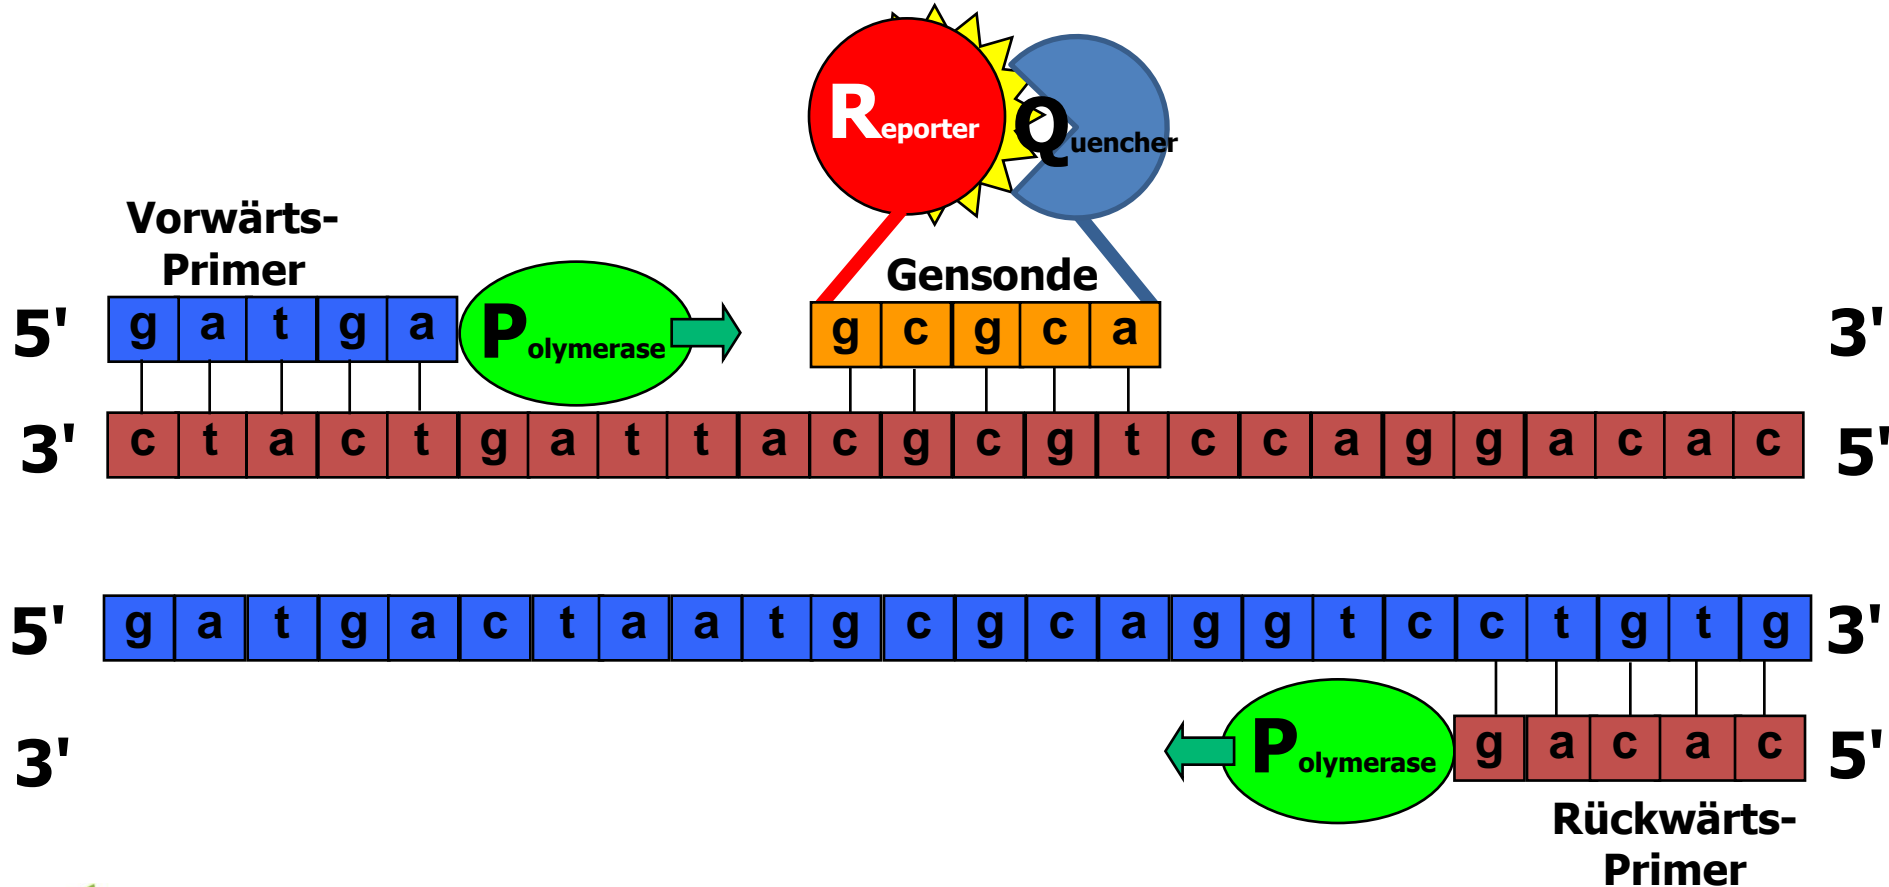 Reporter
Quencher
Vorwärts-
Primer
Gensonde
5' g a t g a Polymerase g c g c a 3'
3' c t a c t g a t t a c g c g t c c a g g a c a c 5'
5' g a t g a c t a a t g c g c a g g t c c t g t g 3'
3' Polymerase g a c a c 5'
Rückwärts-
Primer